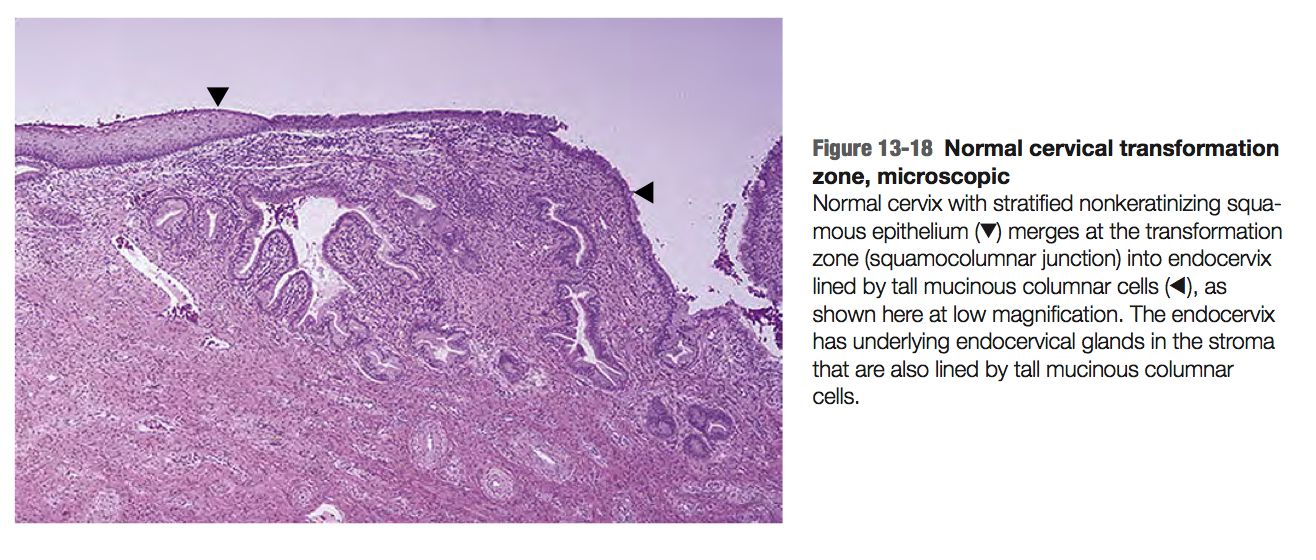 Figure 13-18 Normal cervical transformation
zone, microscopic
Normal cervix with stratified nonkeratinizing squa-
mous epithelium (▼) merges at the transformation
zone (squamocolumnar junction) into endocervix
lined by tall mucinous columnar cells (◀), as
shown here at low magnification. The endocervix
has underlying endocervical glands in the stroma
that are also lined by tall mucinous columnar
cells.